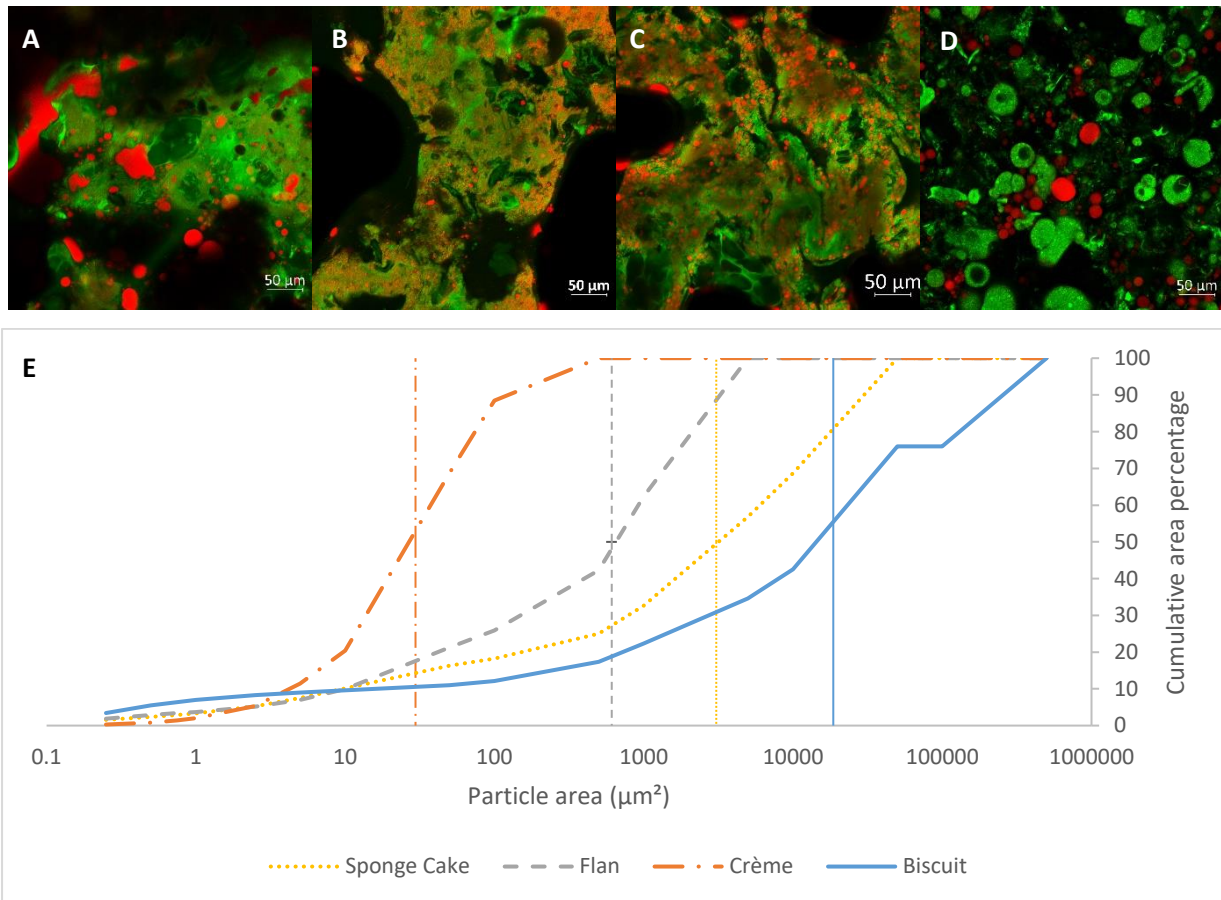 A B C D
50 µm 50 µm 50 µm 50 µm
E
100
90
80
70
60
50
40
30
20
10
0
Cumulative area percentage
0.1 1 10 100 1000 10000 100000 1000000
Particle area (µm²)
Sponge Cake Flan Crème Biscuit